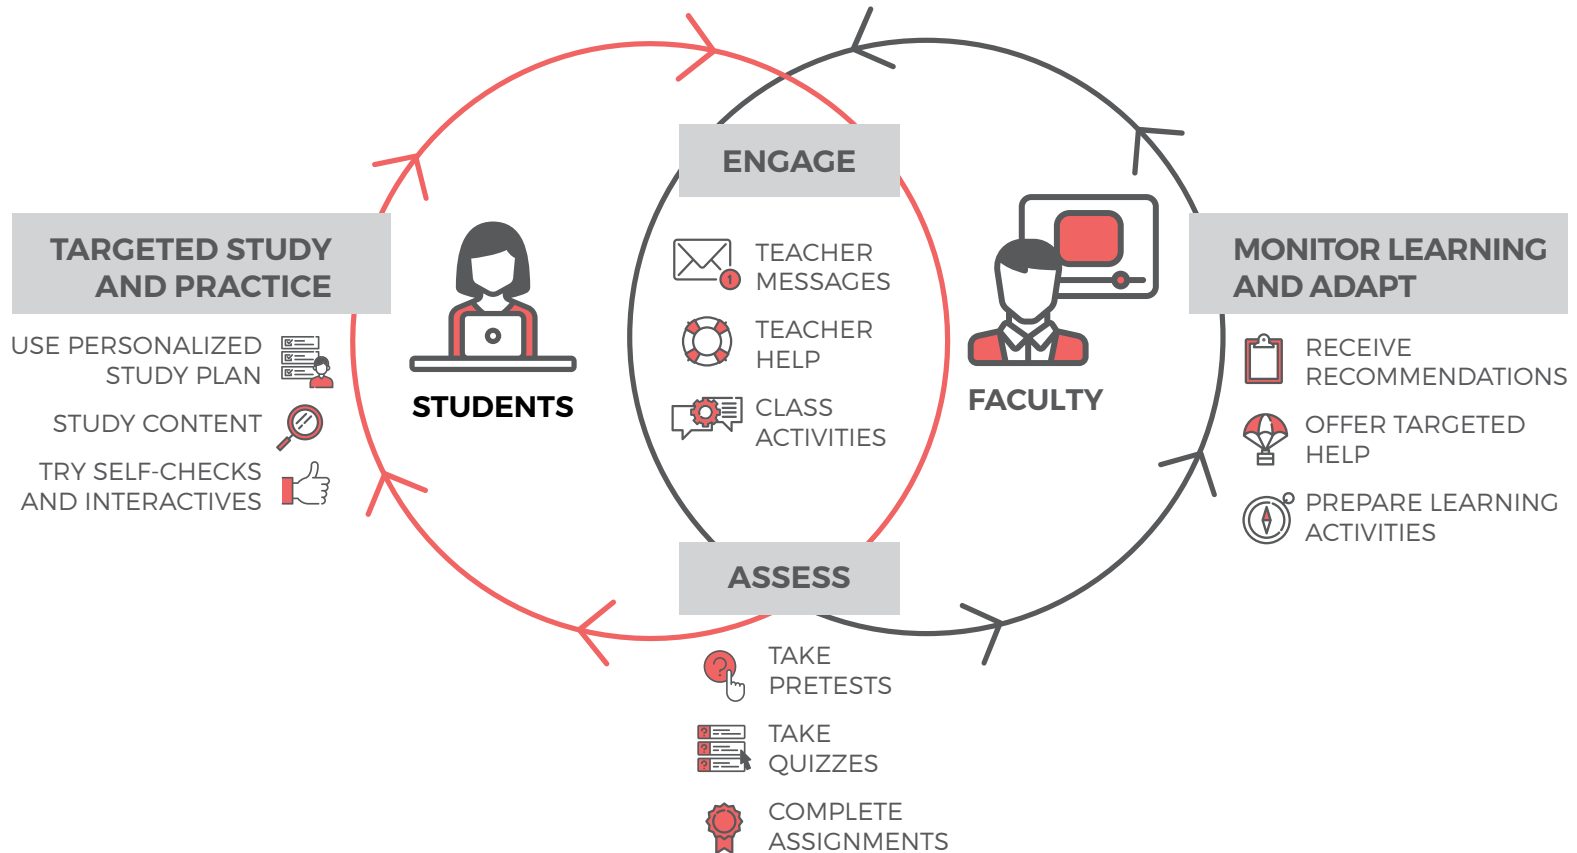 ENGAGE
TARGETED STUDY
AND PRACTICE
USE PERSONALIZED
STUDY PLAN
STUDY CONTENT
TRY SELF-CHECKS
AND INTERACTIVES
STUDENTS
TEACHER
MESSAGES
1
TEACHER
HELP
CLASS
ACTIVITIES
FACULTY
MONITOR LEARNING
AND ADAPT
RECEIVE
RECOMMENDATIONS
OFFER TARGETED
HELP
PREPARE LEARNING
ACTIVITIES
ASSESS
?
TAKE
PRETESTS
?
?
?
TAKE
QUIZZES
COMPLETE
ASSIGNMENTS